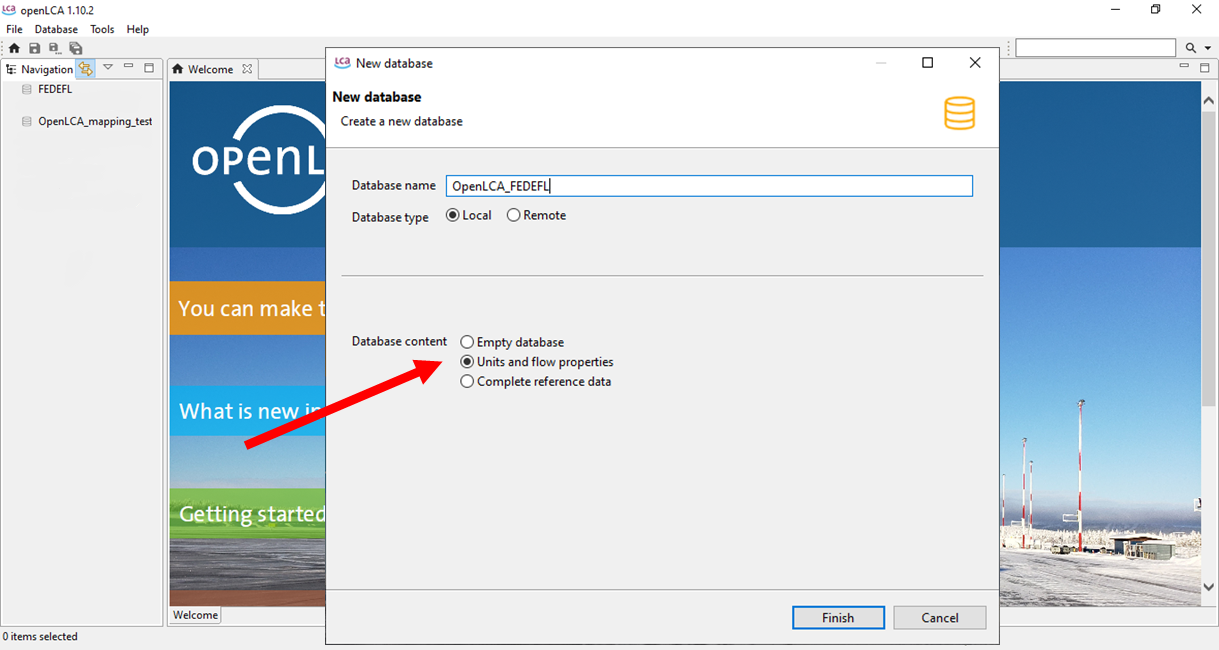 LCA openLCA 1.10.2
File Database Tools Help
Navigation
Welcome
FEDEFL
OpenLCA_mapping_test
openL
You can make t
What is new in
Getting started
Welcome
0 items selected
LCA New database
New database
Create a new database
Database name OpenLCA_FEDEFL
Database type Local Remote
Database content Empty database
Units and flow properties
Complete reference data
Finish Cancel